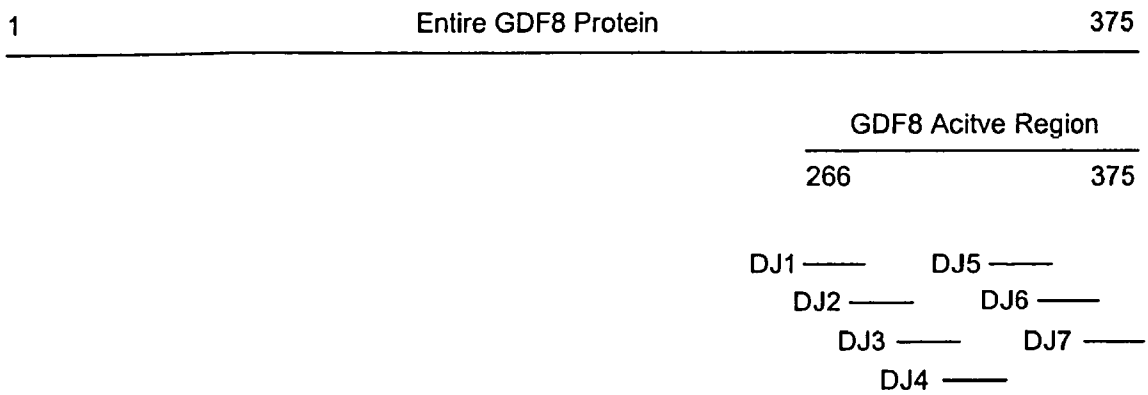 1 Entire GDF8 Protein 375
GDF8 Acitve Region
266 375
DJ1 DJ5
DJ2 DJ6
DJ3 DJ7
DJ4